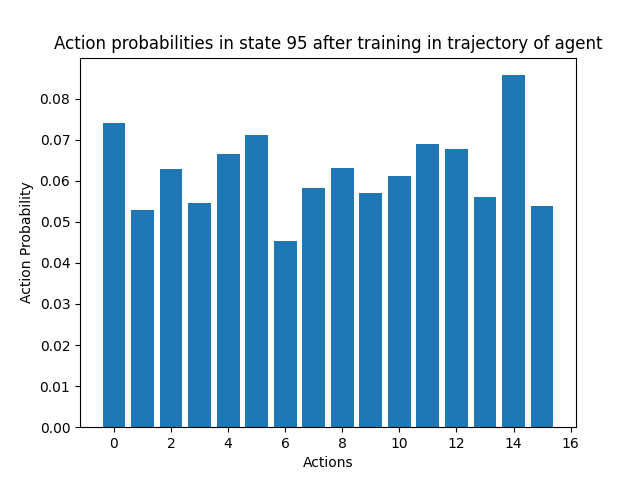 Action probabilities in state 95 after training in trajectory of agent
0.08
0.07
0.06
0.05
0.04
0.03
0.02
0.01
0.00
Action Probability
0 2 4 6 8 10 12 14 16
Actions